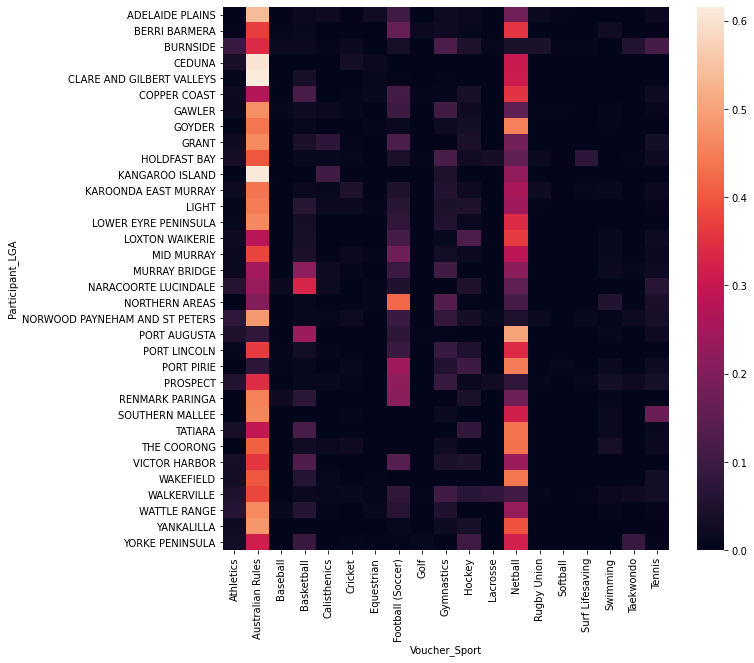 Participant_LGA
ADELAIDE PLAINS
BERRI BARMERA
BURNSIDE
CEDUNA
CLARE AND GILBERT VALLEYS
COPPER COAST
GAWLER
GOYDER
GRANT
HOLDFAST BAY
KANGAROO ISLAND
KAROONDA EAST MURRAY
LIGHT
LOWER EYRE PENINSULA
LOXTON WAIKERIE
MID MURRAY
MURRAY BRIDGE
NARACOORTE LUCINDALE
NORTHERN AREAS
NORWOOD PAYNEHAM AND ST PETERS
PORT AUGUSTA
PORT LINCOLN
PORT PIRIE
PROSPECT
RENMARK PARINGA
SOUTHERN MALLEE
TATIARA
THE COORONG
VICTOR HARBOR
WAKEFIELD
WALKERVILLE
WATTLE RANGE
YANKALILLA
YORKE PENINSULA
Athletics
Australian Rules
Baseball
Basketball
Calisthenics
Cricket
Equestrian
Football (Soccer)
Golf
Gymnastics
Hockey
Lacrosse
Netball
Rugby Union
Softball
Surf Lifesaving
Swimming
Taekwondo
Tennis
Voucher_Sport
0.6
0.5
0.4
0.3
0.2
0.1
0.0